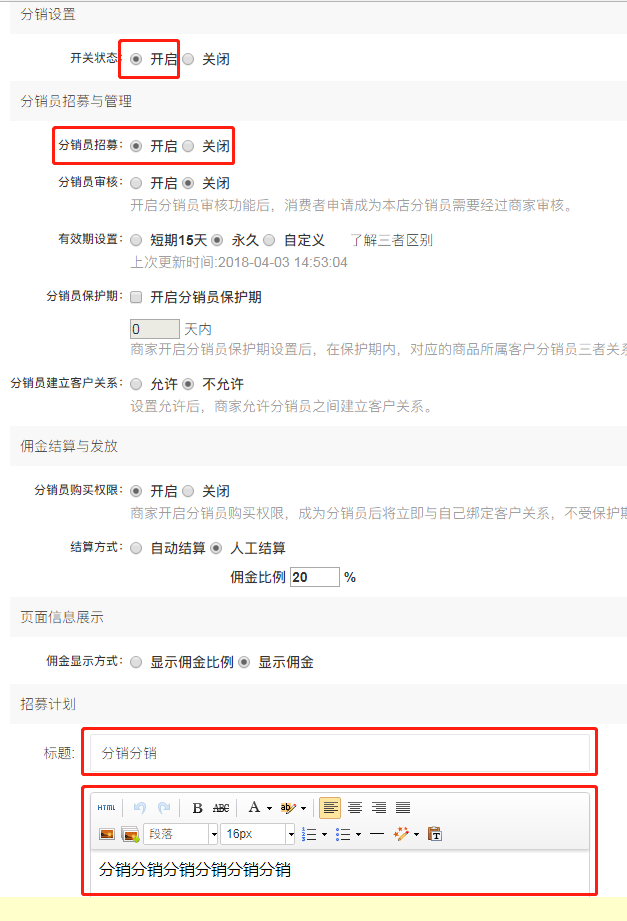 分销设置
开关状态: 开启 关闭
分销员招募与管理
分销员招募: 开启 关闭
分销员审核: 开启 关闭
开启分销员审核功能后，消费者申请成为本店分销员需要经过商家审核。
有效期设置: 短期15天 永久 自定义 了解三者区别
上次更新时间:2018-04-03 14:53:04
分销员保护期: 开启分销员保护期
0 天内
商家开启分销员保护期设置后，在保护期内，对应的商品所属客户分销员三者关系
分销员建立客户关系: 允许 不允许
设置允许后，商家允许分销员之间建立客户关系。
佣金结算与发放
分销员购买权限: 开启 关闭
商家开启分销员购买权限，成为分销员后将立即与自己绑定客户关系，不受保护期
结算方式: 自动结算 人工结算
佣金比例 20 %
页面信息展示
佣金显示方式: 显示佣金比例 显示佣金
招募计划
标题: 分销分销
HTML B ABC A ab
段落 16px T
分销分销分销分销分销分销